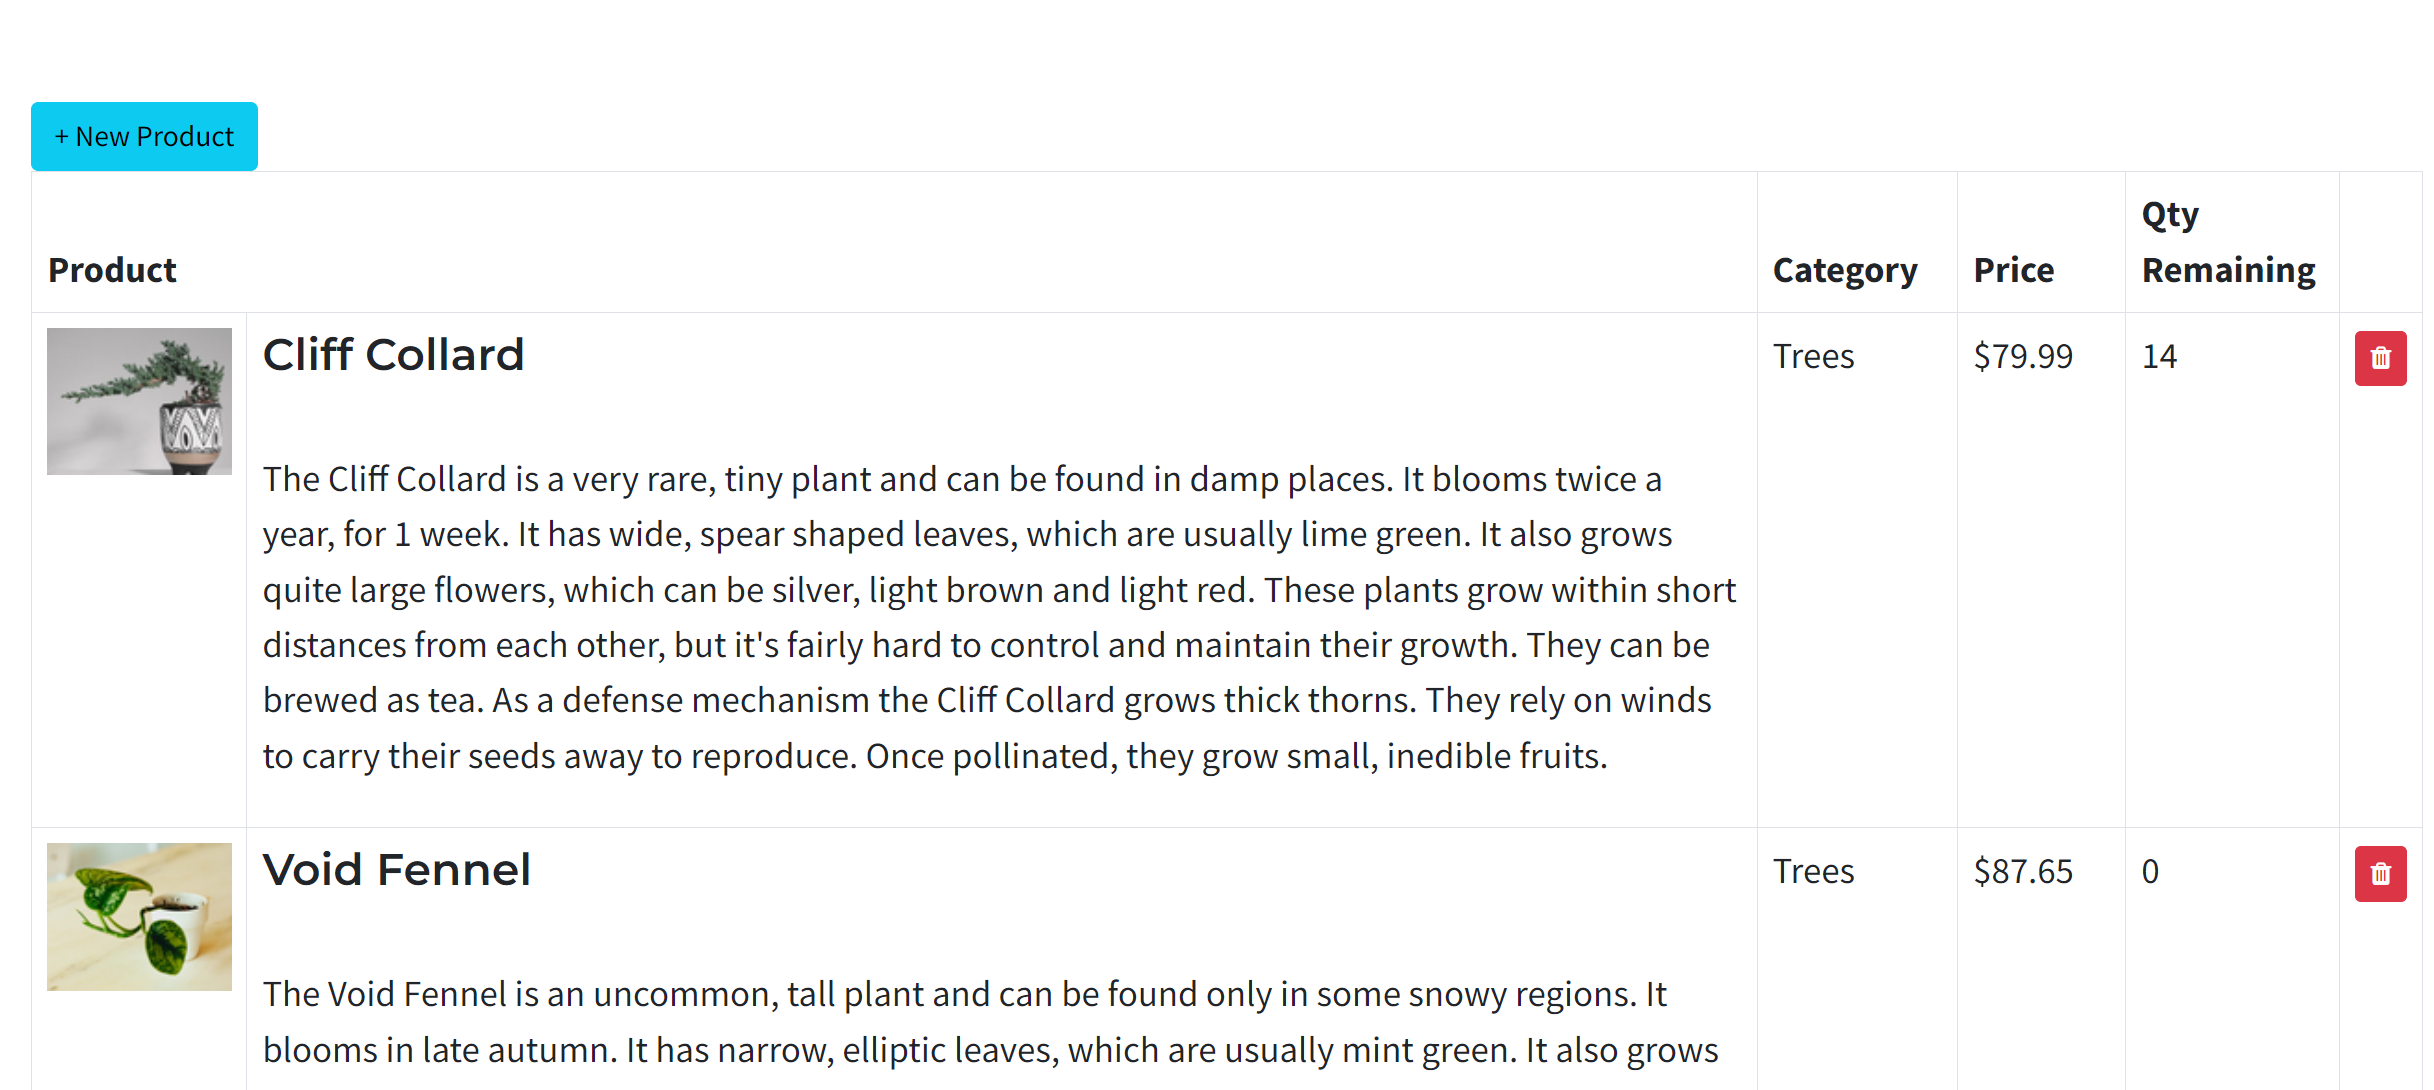 + New Product
Product
Category
Price
Qty
Remaining
Cliff Collard
Trees
$79.99
14
The Cliff Collard is a very rare, tiny plant and can be found in damp places. It blooms twice a
year, for 1 week. It has wide, spear shaped leaves, which are usually lime green. It also grows
quite large flowers, which can be silver, light brown and light red. These plants grow within short
distances from each other, but it's fairly hard to control and maintain their growth. They can be
brewed as tea. As a defense mechanism the Cliff Collard grows thick thorns. They rely on winds
to carry their seeds away to reproduce. Once pollinated, they grow small, inedible fruits.
Void Fennel
Trees
$87.65
0
The Void Fennel is an uncommon, tall plant and can be found only in some snowy regions. It
blooms in late autumn. It has narrow, elliptic leaves, which are usually mint green. It also grows